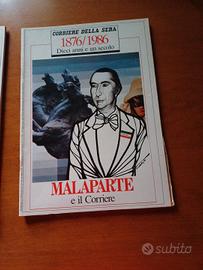 CORRIERE DELLA SERA
1876/1986
Dieci anni e un secolo
MALAPARTE
e il Corriere
subito